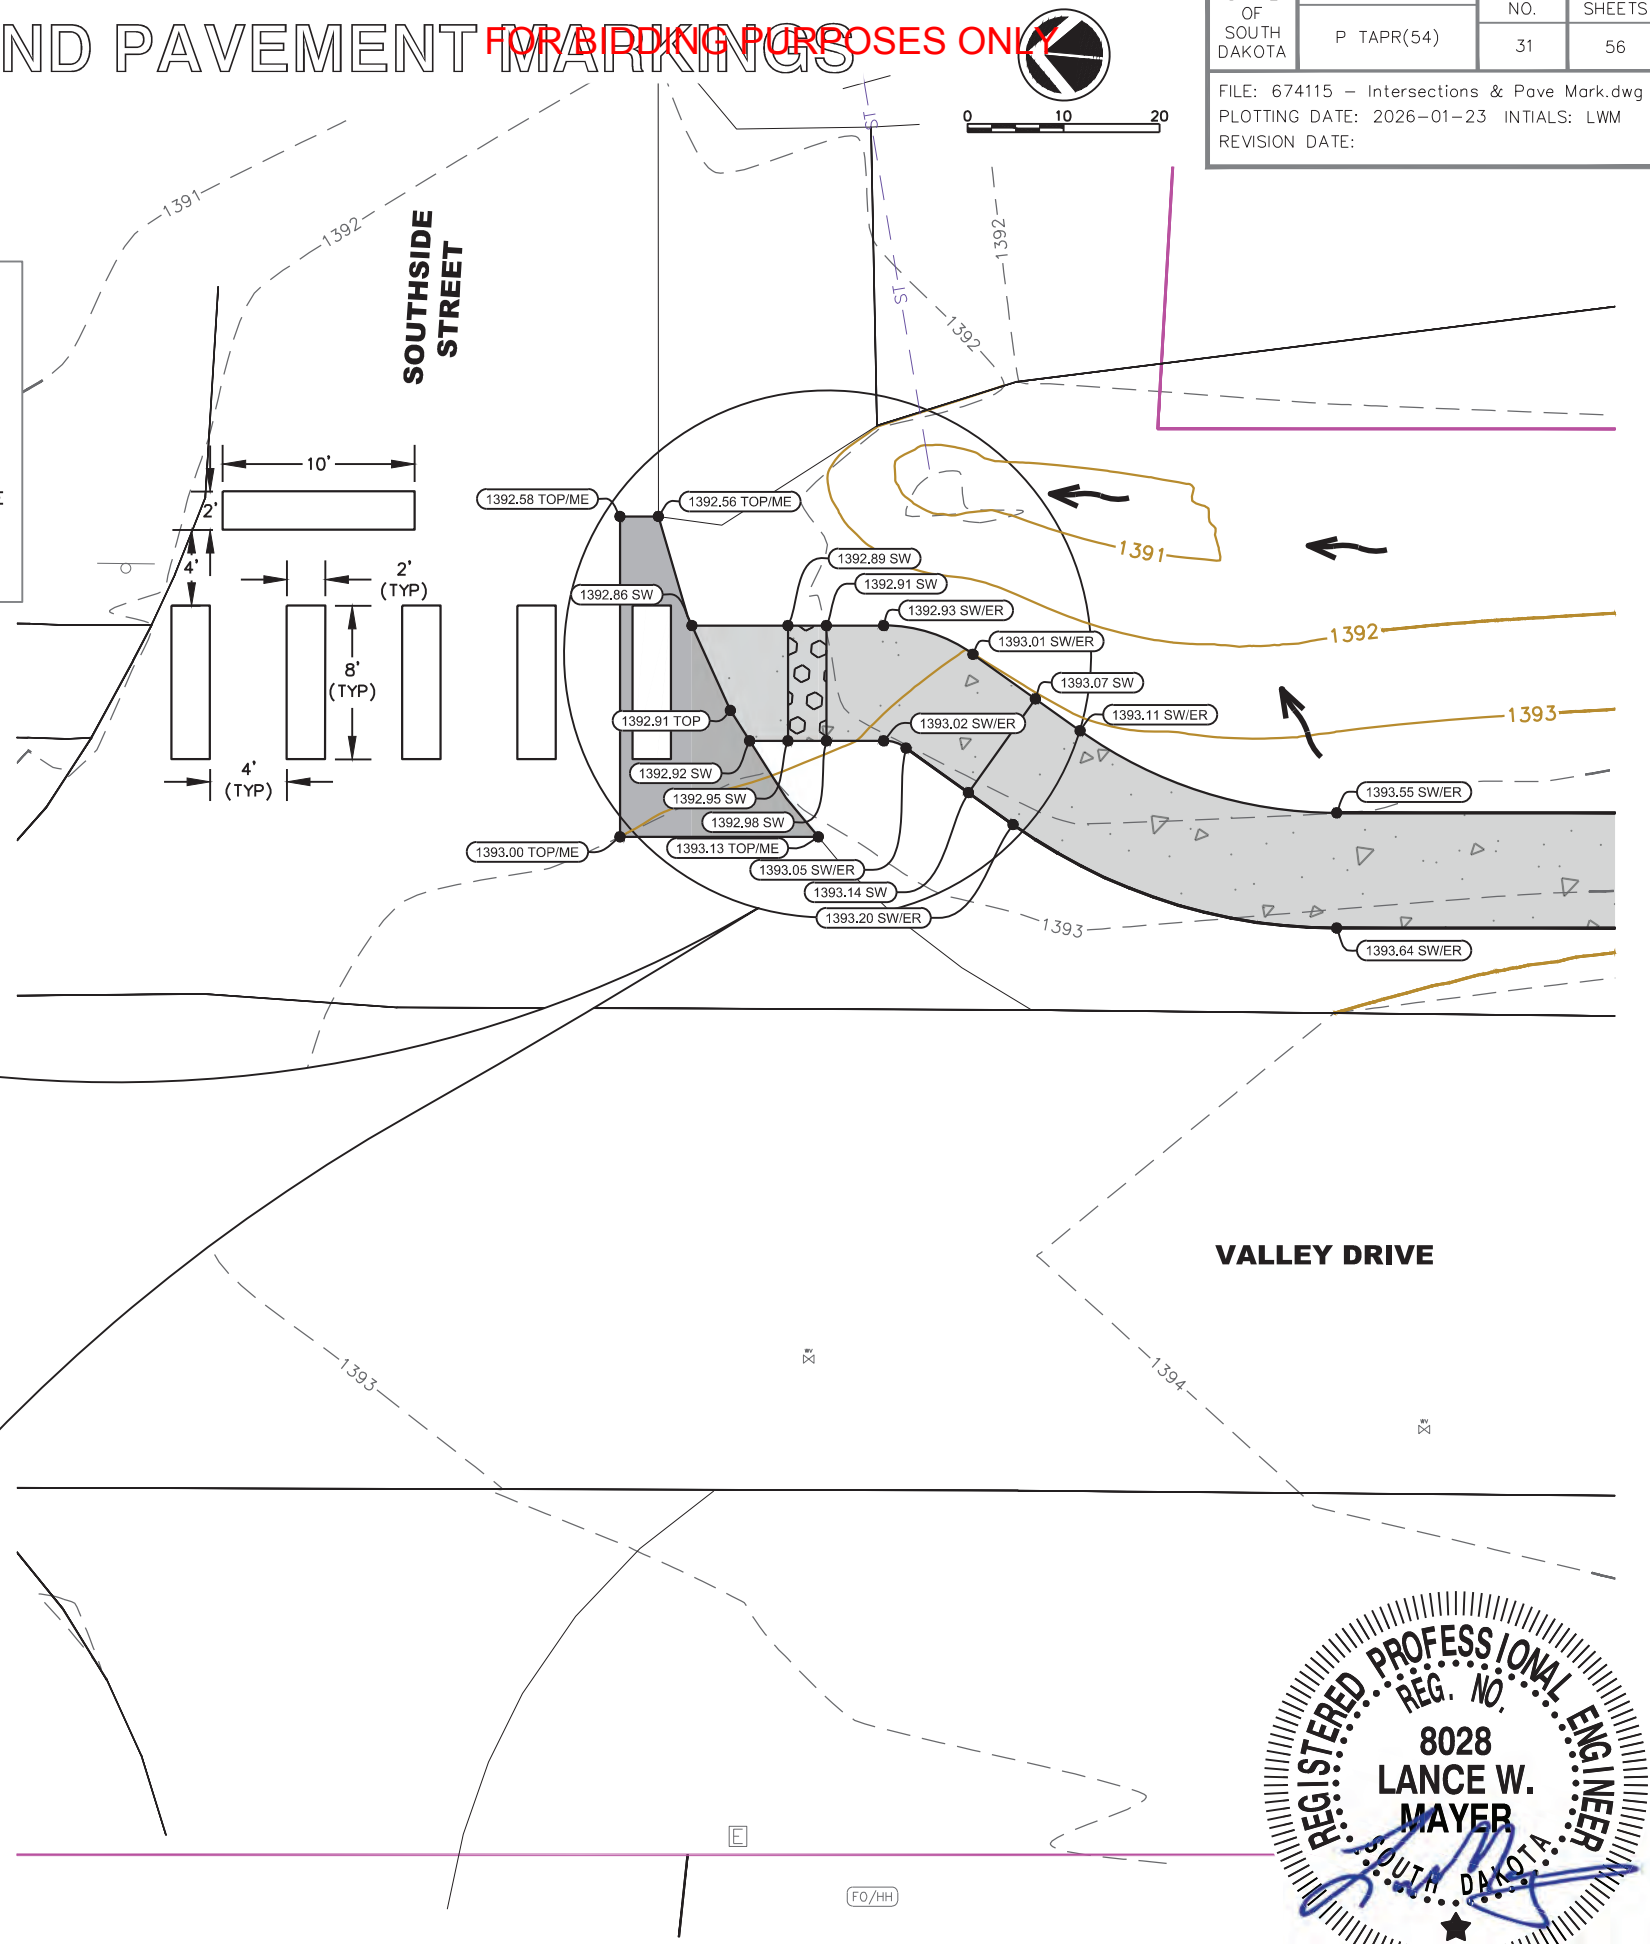 ND PAVEMENT MARKINGS
FOR BIDDING PURPOSES ONLY
OF
SOUTH
DAKOTA
P TAPR(54)
NO.
31
SHEETS
56
FILE: 674115 - Intersections & Pave Mark.dwg
PLOTTING DATE: 2026-01-23 INTIALS: LWM
REVISION DATE:
0 10 20
1391
1392
SOUTHSIDE
STREET
ST
ST
1392
1392
10'
2'
4'
2'
(TYP)
8'
(TYP)
4'
(TYP)
1392.58 TOP/ME
1392.56 TOP/ME
1391
1392.89 SW
1392.91 SW
1392.86 SW
1392.93 SW/ER
1393.01 SW/ER
1392
1393.07 SW
1393.11 SW/ER
1393
1392.91 TOP
1393.02 SW/ER
1392.92 SW
1392.95 SW
1392.98 SW
1393.55 SW/ER
1393.00 TOP/ME
1393.13 TOP/ME
1393.05 SW/ER
1393.14 SW
1393.20 SW/ER
1393
1393.64 SW/ER
VALLEY DRIVE
1393
1394
WV
WV
E
FO/HH
REGISTERED PROFESSIONAL ENGINEER
REG. NO.
8028
LANCE W.
MAYER
SOUTH DAKOTA